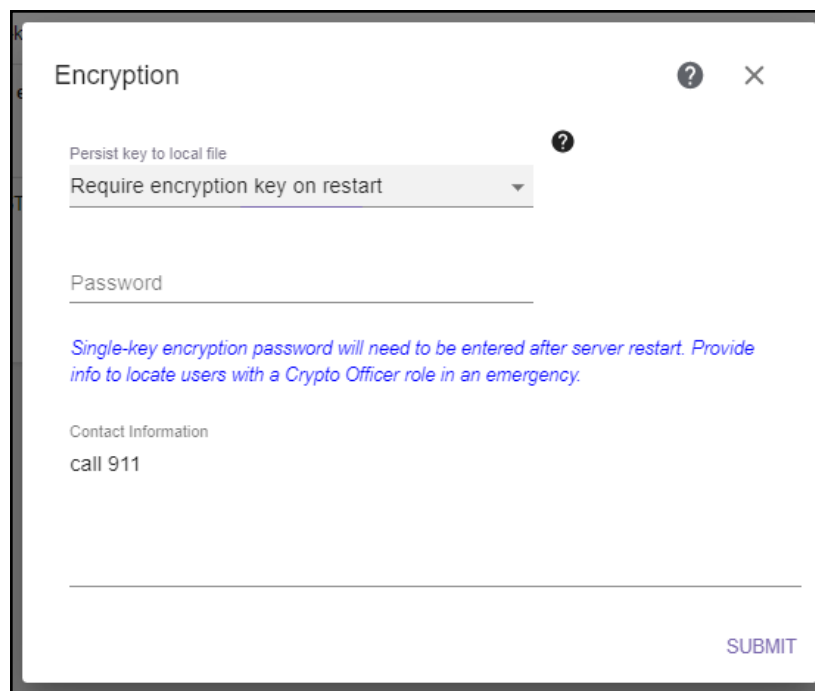 Encryption
Persist key to local file
Require encryption key on restart
Password
Single-key encryption password will need to be entered after server restart. Provide
info to locate users with a Crypto Officer role in an emergency.
Contact Information
call 911
SUBMIT